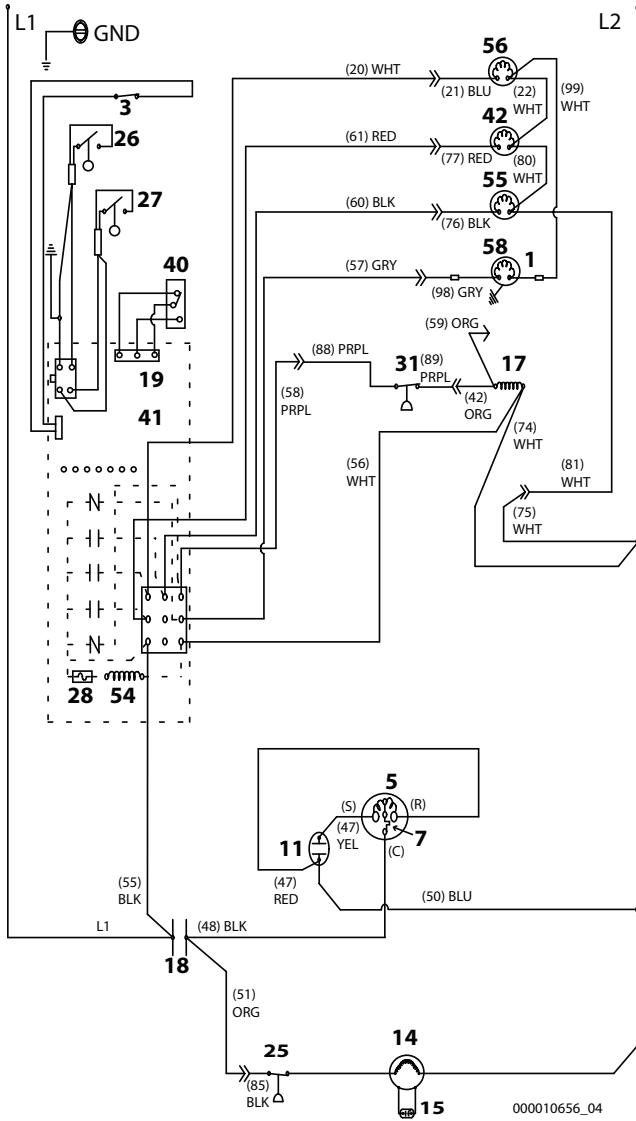 L1
GND
L2
56
(20) WHT
(99)
WHT
(21) BLU
(22)
WHT
3
42
26
(61) RED
(77) RED
(80)
WHT
27
55
(60) BLK
(76) BLK
40
58
1
(57) GRY
(98) GRY
(59) ORG
(88) PRPL
31
(89)
PRPL
17
19
(58)
PRPL
(42)
ORG
41
(74)
WHT
(56)
WHT
(81)
WHT
(75)
WHT
28
54
5
(S)
(R)
(47)
YEL
7
11
(C)
(55)
BLK
(47)
RED
(50) BLU
L1
(48) BLK
18
(51)
ORG
25
14
(85)
BLK
15
000010656_04